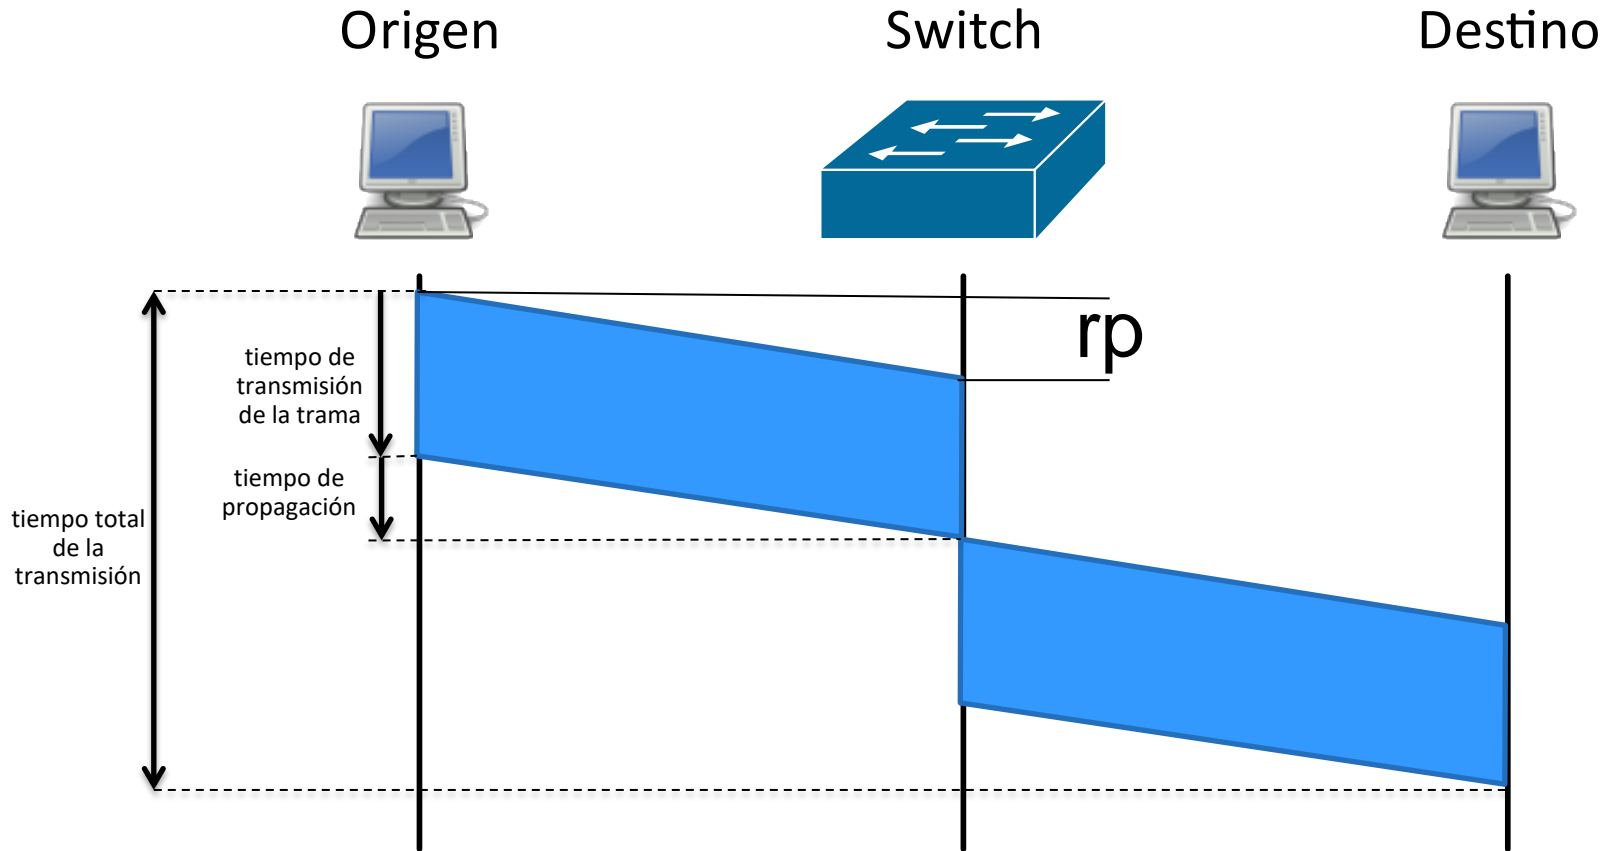 Origen
Switch
Destino
rp
tiempo de
transmisión
de la trama
tiempo de
propagación
tiempo total
de la
transmisión